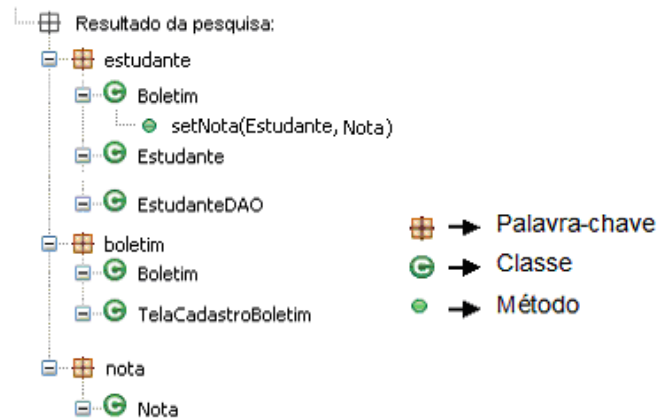 Resultado da pesquisa:
estudante
Boletim
setNota(Estudante, Nota)
Estudante
EstudanteDAO
boletim
Boletim
TelaCadastroBoletim
nota
Nota
Palavra-chave
Classe
Método